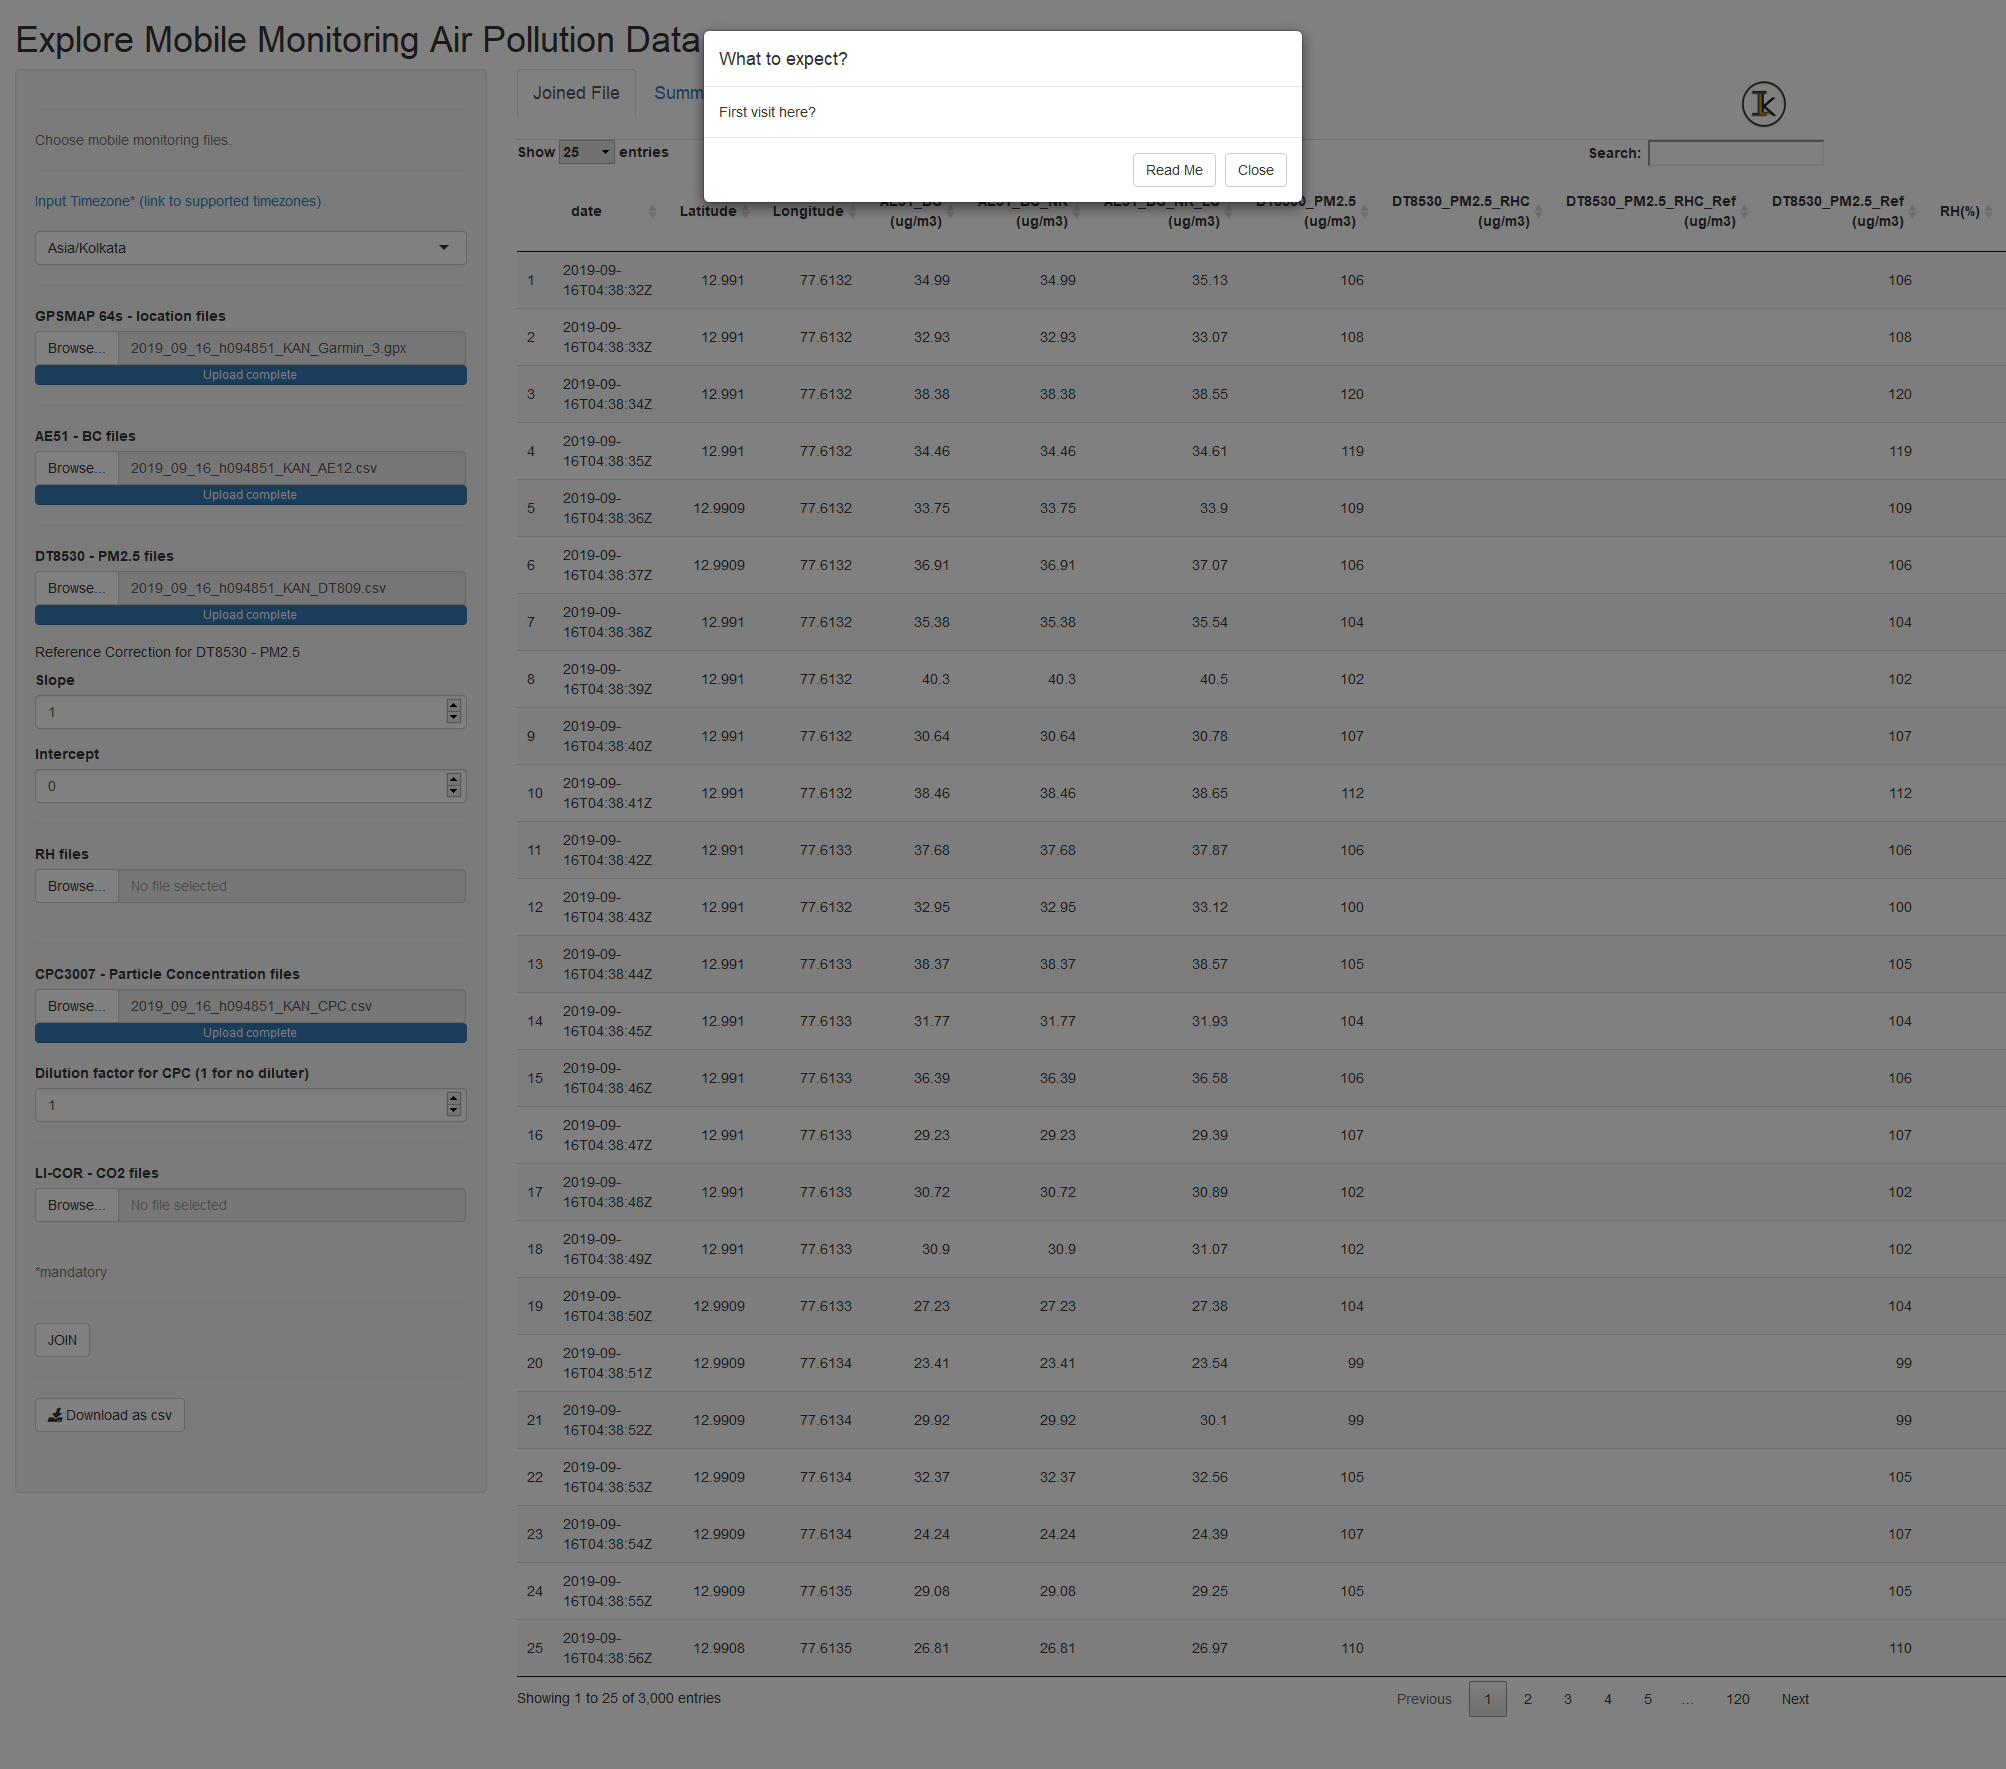 Explore Mobile Monitoring Air Pollution Data
What to expect?
First visit here?
Read Me Close
Choose mobile monitoring files.
Input Timezone* (link to supported timezones)
Asia/Kolkata
GPSMAP 64s - location files
Browse... 2019_09_16_h094851_KAN_Garmin_3.gpx
Upload complete
AE51 - BC files
Browse... 2019_09_16_h094851_KAN_AE12.csv
Upload complete
DT8530 - PM2.5 files
Browse... 2019_09_16_h094851_KAN_DT809.csv
Upload complete
Reference Correction for DT8530 - PM2.5
Slope
1
Intercept
0
RH files
Browse... No file selected
CPC3007 - Particle Concentration files
Browse... 2019_09_16_h094851_KAN_CPC.csv
Upload complete
Dilution factor for CPC (1 for no diluter)
1
LI-COR - CO2 files
Browse... No file selected
*mandatory
JOIN
Download as csv
Joined File Summ
Show 25 entries
Search:
date Latitude Longitude AE51_BC (ug/m3) AE51_BC_NR (ug/m3) AE51_BC_NR_LC (ug/m3) DT8530_PM2.5 (ug/m3) DT8530_PM2.5_RHC (ug/m3) DT8530_PM2.5_RHC_Ref (ug/m3) DT8530_PM2.5_Ref (ug/m3) RH(%)
1 2019-09-16T04:38:32Z 12.991 77.6132 34.99 34.99 35.13 106 106
2 2019-09-16T04:38:33Z 12.991 77.6132 32.93 32.93 33.07 108 108
3 2019-09-16T04:38:34Z 12.991 77.6132 38.38 38.38 38.55 120 120
4 2019-09-16T04:38:35Z 12.991 77.6132 34.46 34.46 34.61 119 119
5 2019-09-16T04:38:36Z 12.9909 77.6132 33.75 33.75 33.9 109 109
6 2019-09-16T04:38:37Z 12.9909 77.6132 36.91 36.91 37.07 106 106
7 2019-09-16T04:38:38Z 12.991 77.6132 35.38 35.38 35.54 104 104
8 2019-09-16T04:38:39Z 12.991 77.6132 40.3 40.3 40.5 102 102
9 2019-09-16T04:38:40Z 12.991 77.6132 30.64 30.64 30.78 107 107
10 2019-09-16T04:38:41Z 12.991 77.6132 38.46 38.46 38.65 112 112
11 2019-09-16T04:38:42Z 12.991 77.6133 37.68 37.68 37.87 106 106
12 2019-09-16T04:38:43Z 12.991 77.6132 32.95 32.95 33.12 100 100
13 2019-09-16T04:38:44Z 12.991 77.6133 38.37 38.37 38.57 105 105
14 2019-09-16T04:38:45Z 12.991 77.6133 31.77 31.77 31.93 104 104
15 2019-09-16T04:38:46Z 12.991 77.6133 36.39 36.39 36.58 106 106
16 2019-09-16T04:38:47Z 12.991 77.6133 29.23 29.23 29.39 107 107
17 2019-09-16T04:38:48Z 12.991 77.6133 30.72 30.72 30.89 102 102
18 2019-09-16T04:38:49Z 12.991 77.6133 30.9 30.9 31.07 102 102
19 2019-09-16T04:38:50Z 12.9909 77.6133 27.23 27.23 27.38 104 104
20 2019-09-16T04:38:51Z 12.9909 77.6134 23.41 23.41 23.54 99 99
21 2019-09-16T04:38:52Z 12.9909 77.6134 29.92 29.92 30.1 99 99
22 2019-09-16T04:38:53Z 12.9909 77.6134 32.37 32.37 32.56 105 105
23 2019-09-16T04:38:54Z 12.9909 77.6134 24.24 24.24 24.39 107 107
24 2019-09-16T04:38:55Z 12.9909 77.6135 29.08 29.08 29.25 105 105
25 2019-09-16T04:38:56Z 12.9908 77.6135 26.81 26.81 26.97 110 110
Showing 1 to 25 of 3,000 entries
Previous 1 2 3 4 5 … 120 Next